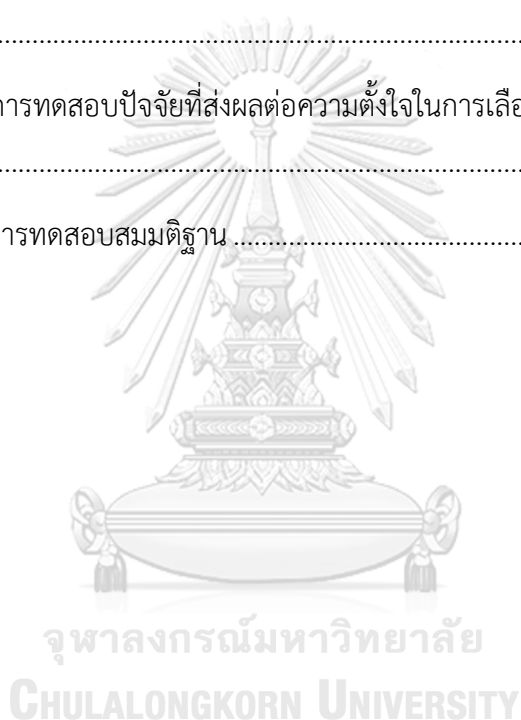 ...................................................................................................
การทดสอบปัจจัยที่ส่งผลต่อความตั้งใจในการเลือ
...................................................................................................
ารทดสอบสมมติฐาน .......................................................
จุฬาลงกรณ์มหาวิทยาลัย
CHULALONGKORN UNIVERSITY